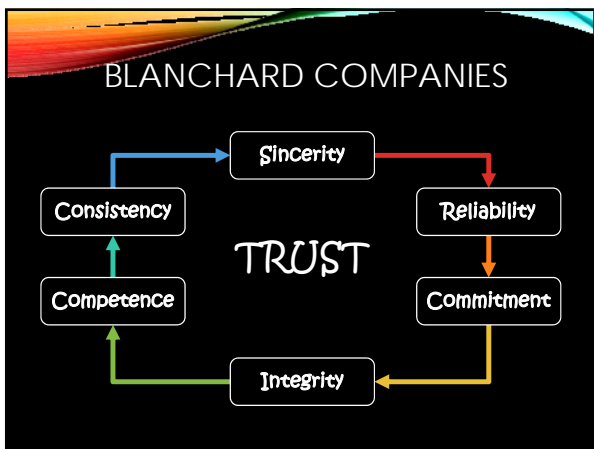 BLANCHARD COMPANIES
Sincerity
Consistency
Reliability
TRUST
Competence
Commitment
Integrity